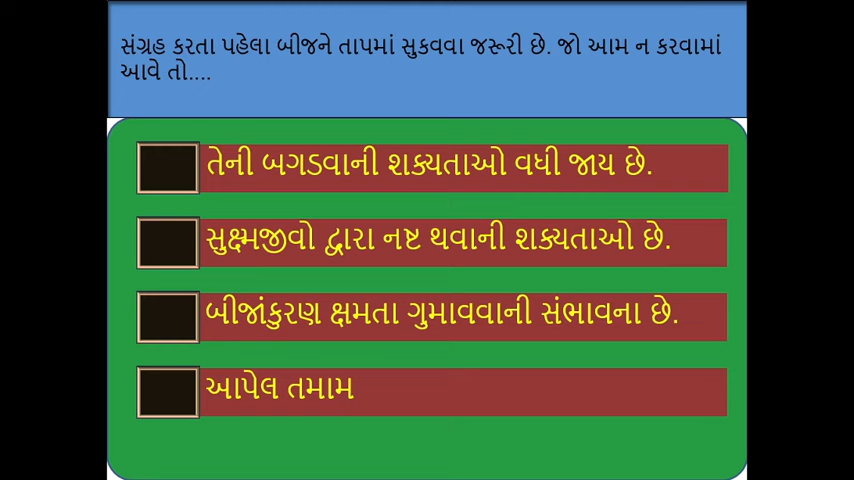 સંગ્રહ કરતા પહેલા બીજને તાપમાં સુકવવા જરૂરી છે. જો આમ ન કરવામાં
આવે તો....
તેની બગડવાની શક્યતાઓ વધી જાય છે.
સુક્ષ્મજીવો દ્વારા નષ્ટ થવાની શક્યતાઓ છે.
બીજાંકુરણ ક્ષમતા ગુમાવવાની સંભાવના છે.
આપેલ તમામ